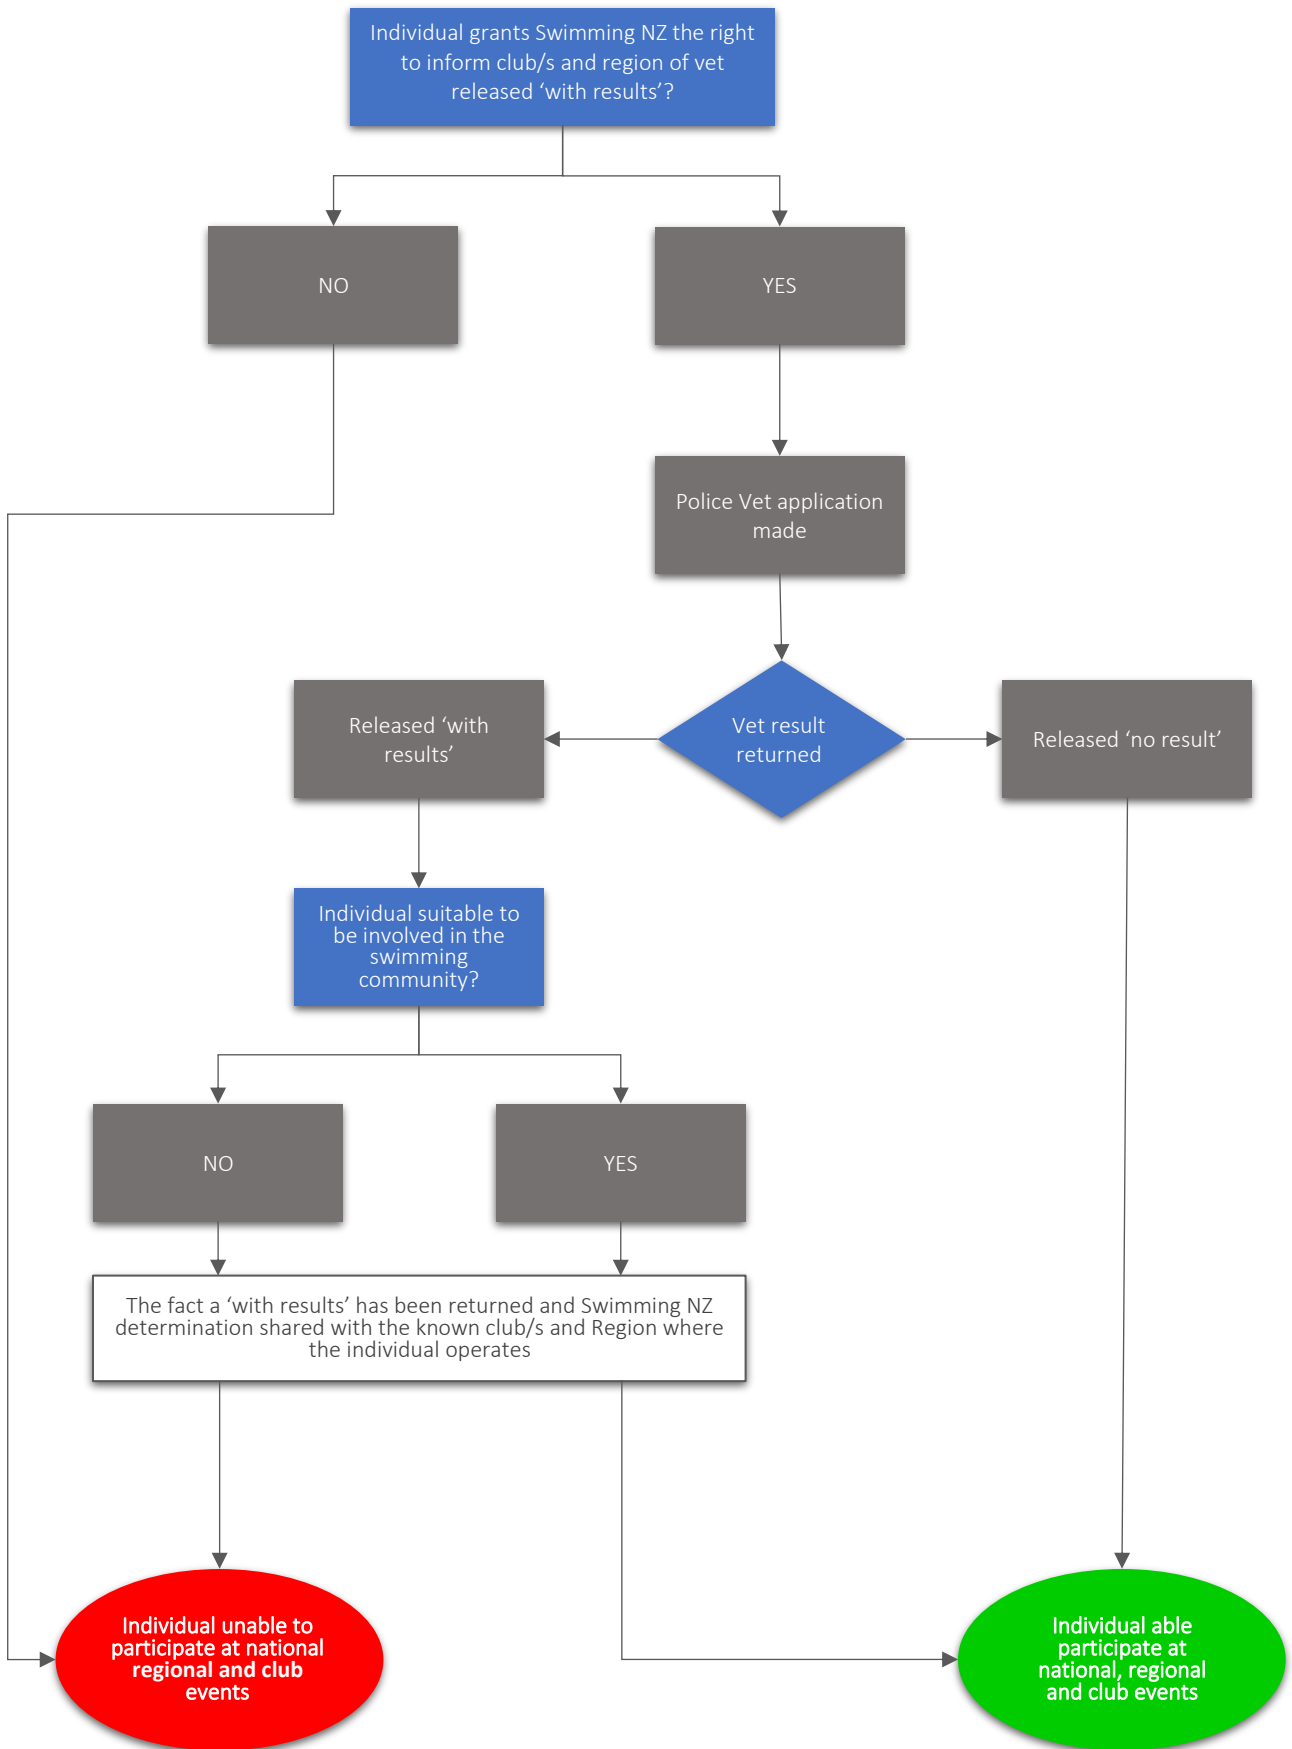 Individual grants Swimming NZ the right
to inform club/s and region of vet
released ‘with results’?
NO
YES
Police Vet application
made
Released ‘with
results’
Vet result
returned
Released ‘no result’
Individual suitable to
be involved in the
swimming
community?
NO
YES
The fact a ‘with results’ has been returned and Swimming NZ
determination shared with the known club/s and Region where
the individual operates
Individual unable to
participate at national
regional and club
events
Individual able
participate at
national, regional
and club events